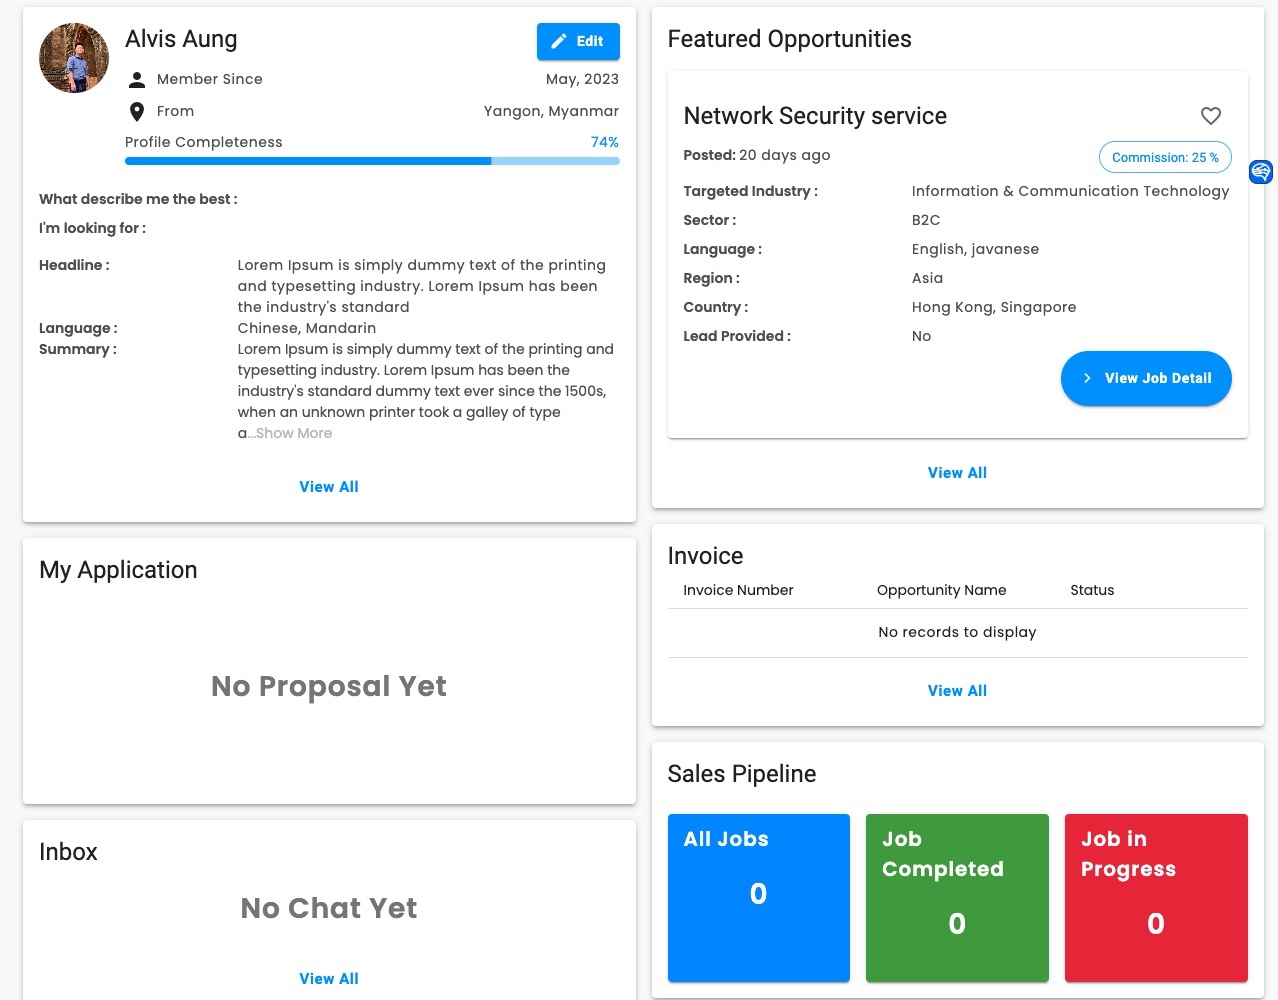 Alvis Aung
Edit
Member Since
May, 2023
From
Yangon, Myanmar
Profile Completeness
74%
What describe me the best :
I'm looking for :
Headline :
Lorem Ipsum is simply dummy text of the printing
and typesetting industry. Lorem Ipsum has been
the industry's standard
Language :
Chinese, Mandarin
Summary :
Lorem Ipsum is simply dummy text of the printing and
typesetting industry. Lorem Ipsum has been the
industry's standard dummy text ever since the 1500s,
when an unknown printer took a galley of type
a...Show More
View All
My Application
No Proposal Yet
Inbox
No Chat Yet
View All
Featured Opportunities
Network Security service
Posted: 20 days ago
Commission: 25 %
Targeted Industry :
Information & Communication Technology
Sector :
B2C
Language :
English, javanese
Region :
Asia
Country :
Hong Kong, Singapore
Lead Provided :
No
View Job Detail
View All
Invoice
Invoice Number
Opportunity Name
Status
No records to display
View All
Sales Pipeline
All Jobs
0
Job
Completed
0
Job in
Progress
0